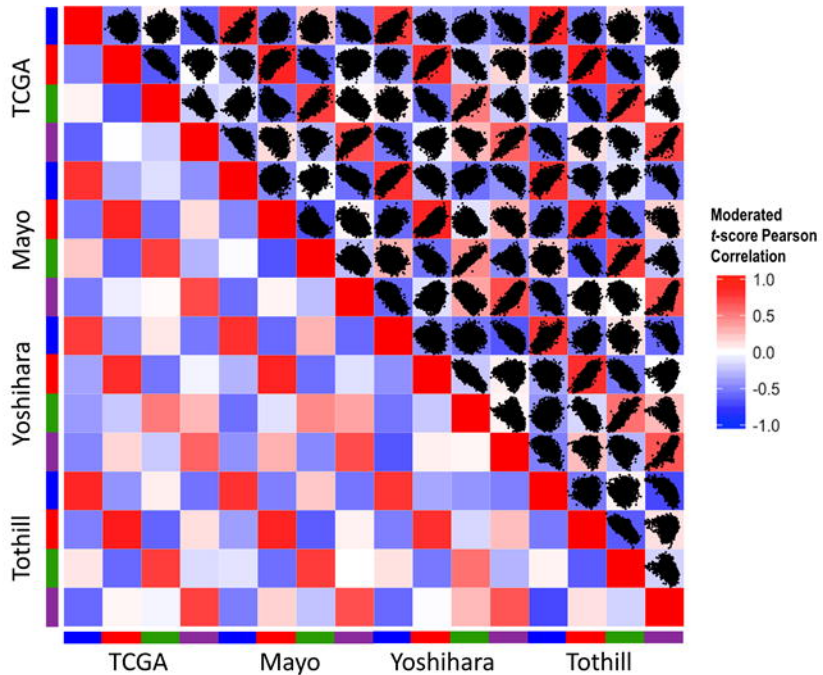 TCGA
Mayo
Yoshihara
Tothill
Moderated
t-score Pearson
Correlation
1.0
0.5
0.0
-0.5
-1.0
TCGA Mayo Yoshihara Tothill